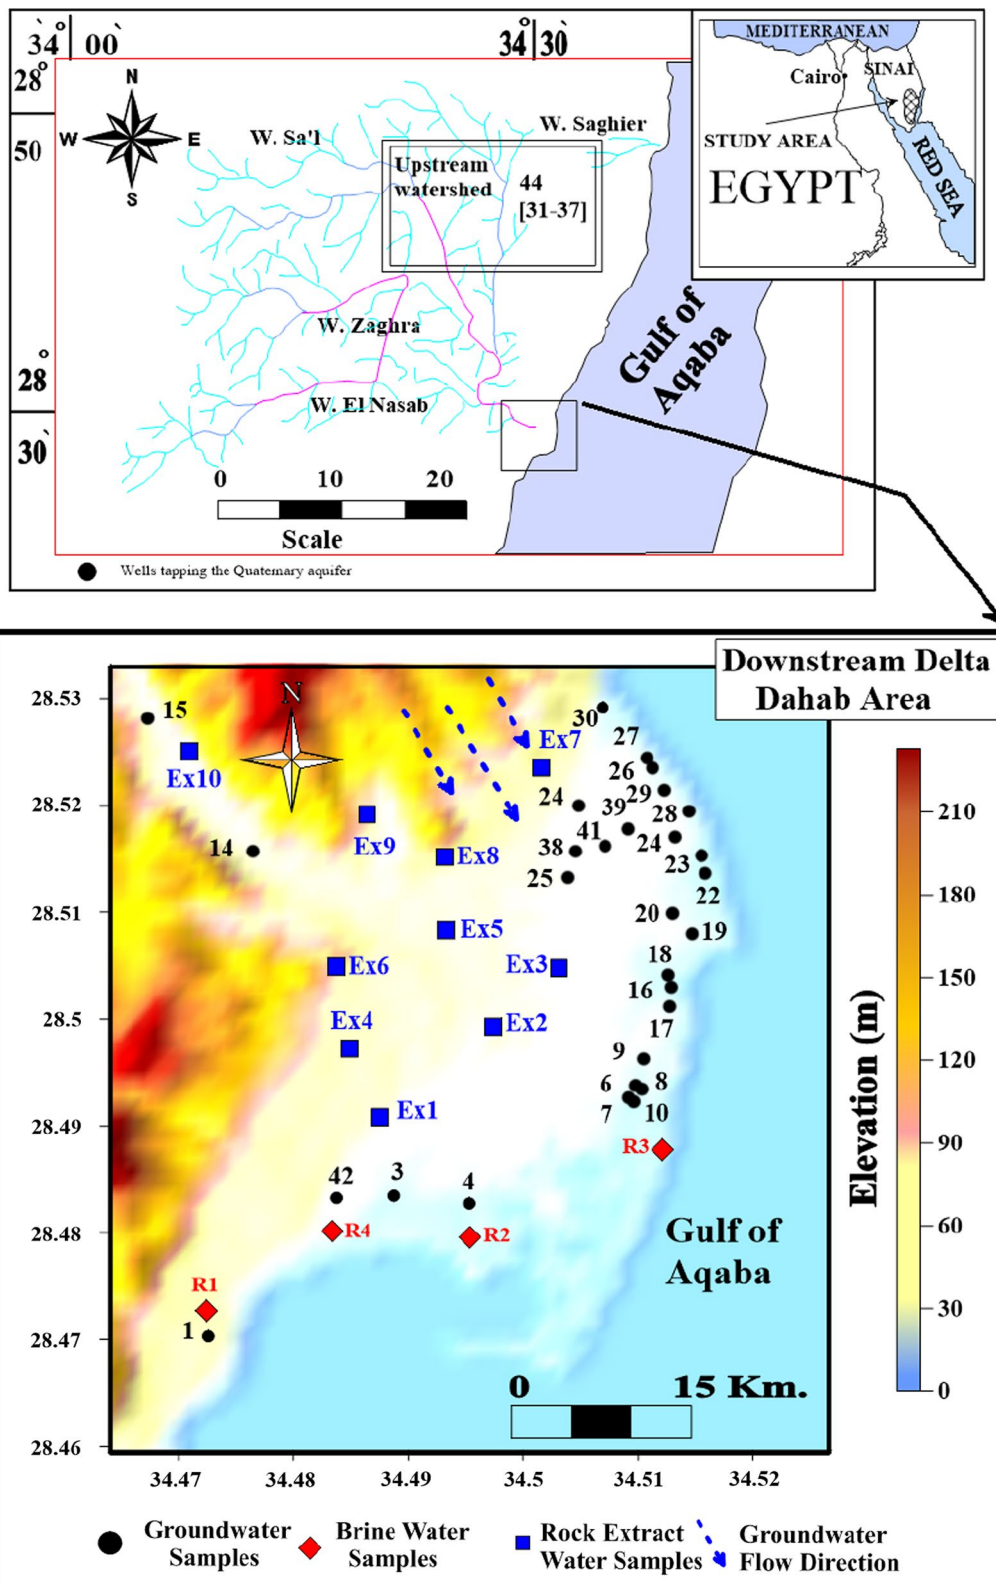 34° 00`
34° 30`
28°
50`
28°
30`
N
W
E
S
W. Sa'l
W. Saghier
Upstream
watershed
44
[31-37]
W. Zaghra
W. El Nasab
Gulf of
Aqaba
0 10 20
Scale
Wells tapping the Quaternary aquifer
MEDITERRANEAN
Cairo
SINAI
STUDY AREA
EGYPT
RED SEA
Downstream Delta
Dahab Area
N
28.53
28.52
28.51
28.5
28.49
28.48
28.47
28.46
34.47 34.48 34.49 34.5 34.51 34.52
15
Ex10
14
Ex9
Ex8
Ex7
30
27
26
29
28
24
39
41
38
25
24
23
22
20
19
Ex5
Ex6
Ex3
Ex4
Ex2
18
16
17
9
6
8
7
10
Ex1
R3
42
3
4
R4
R2
R1
1
Gulf of
Aqaba
0 15 Km.
Elevation (m)
210
180
150
120
90
60
30
0
Groundwater
Samples
Brine Water
Samples
Rock Extract
Water Samples
Groundwater
Flow Direction